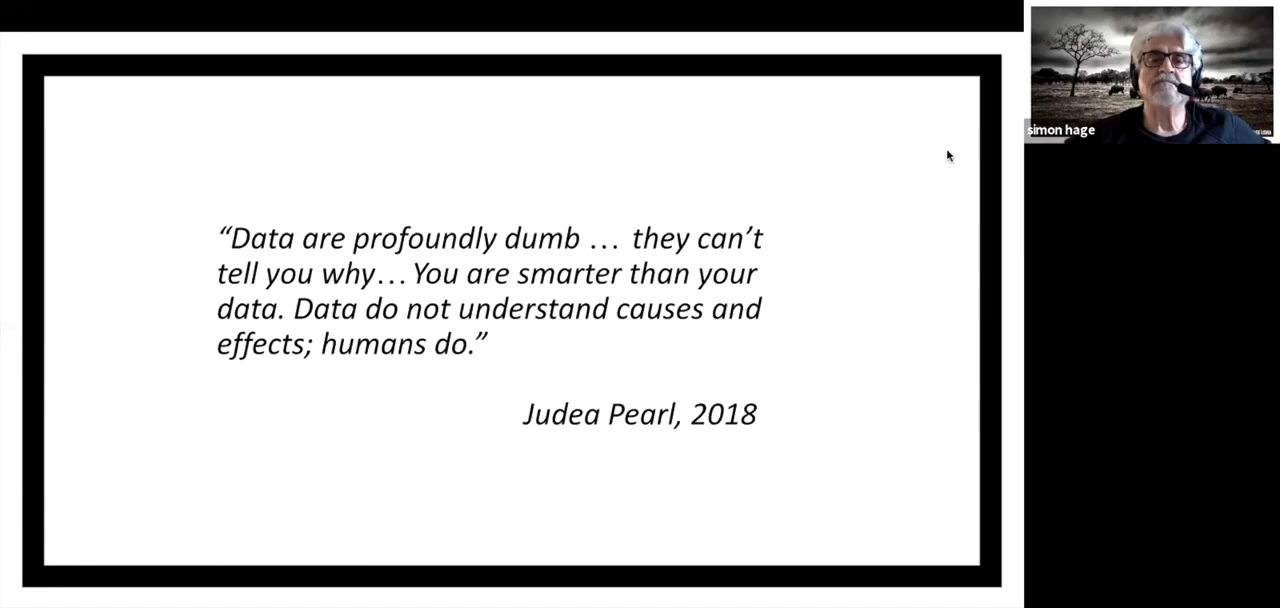 “Data are profoundly dumb … they can’t
tell you why… You are smarter than your
data. Data do not understand causes and
effects; humans do.”
Judea Pearl, 2018
simon hage